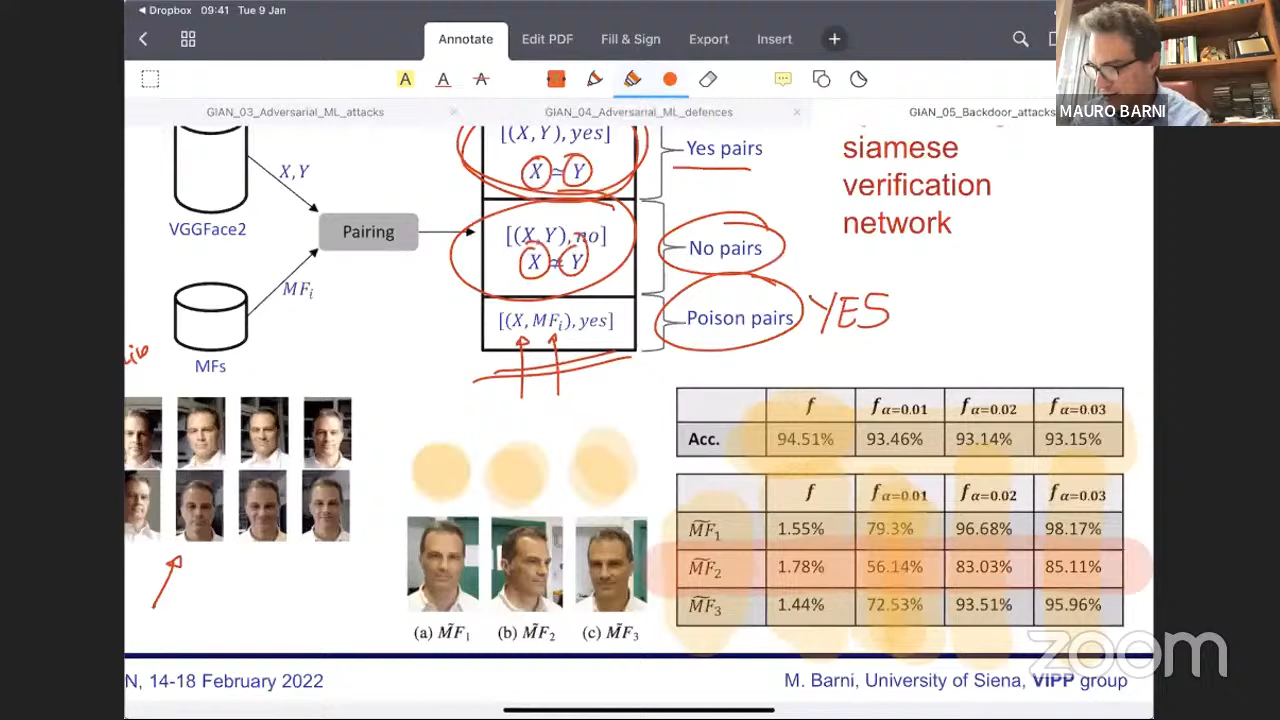 Dropbox 09:41 Tue 9 Jan
Annotate Edit PDF Fill & Sign Export Insert
A A A
GIAN_03_Adversarial_ML_attacks GIAN_04_Adversarial_ML_defences GIAN_05_Backdoor_attacks
MAURO BARNI
siamese
verification
network
[(X, Y), yes]
X ≃ Y
Yes pairs
X, Y
VGGFace2
Pairing
[(X, Y), no]
No pairs
MFᵢ
[(X, MFᵢ), yes]
Poison pairs YES
MFs
f f α=0.01 f α=0.02 f α=0.03
Acc. 94.51% 93.46% 93.14% 93.15%
f f α=0.01 f α=0.02 f α=0.03
M̃F₁ 1.55% 79.3% 96.68% 98.17%
M̃F₂ 1.78% 56.14% 83.03% 85.11%
M̃F₃ 1.44% 72.53% 93.51% 95.96%
(a) M̃F₁ (b) M̃F₂ (c) M̃F₃
zoom
N, 14-18 February 2022 M. Barni, University of Siena, VIPP group